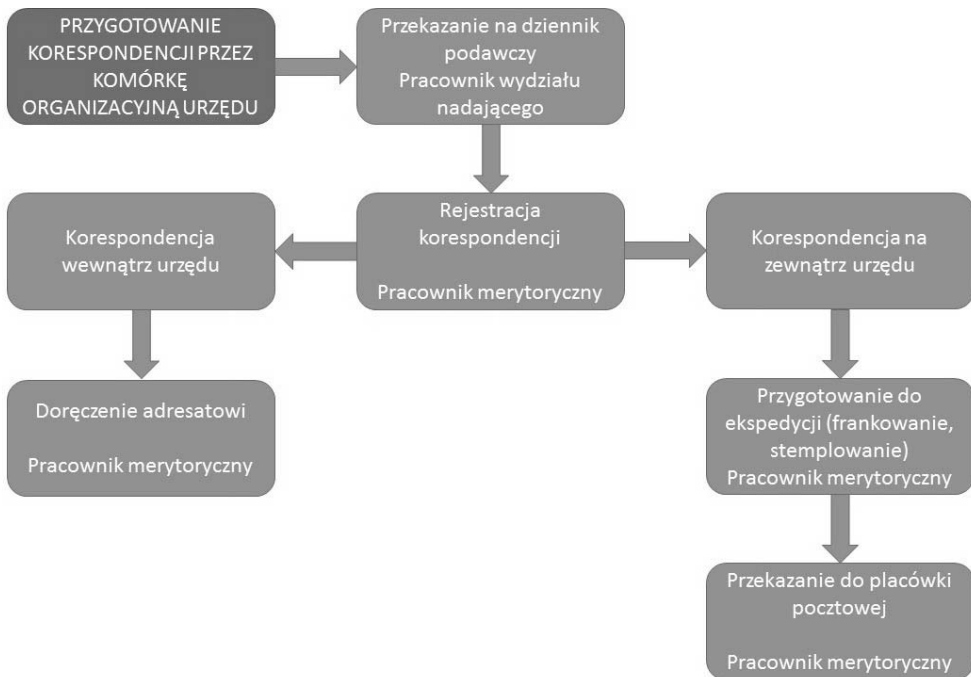 PRZYGOTOWANIE
KORESPONDENCJI PRZEZ
KOMÓRKĘ
ORGANIZACYJNĄ URZĘDU
Przekazanie na dziennik
podawczy
Pracownik wydziału
nadającego
Korespondencja
wewnątrz urzędu
Rejestracja
korespondencji
Pracownik merytoryczny
Korespondencja na
zewnątrz urzędu
Doręczenie adresatowi
Pracownik merytoryczny
Przygotowanie do
ekspedycji (frankowanie,
stemplowanie)
Pracownik merytoryczny
Przekazanie do placówki
pocztowej
Pracownik merytoryczny